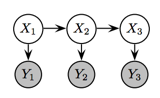 X₁ X₂ X₃
Y₁ Y₂ Y₃